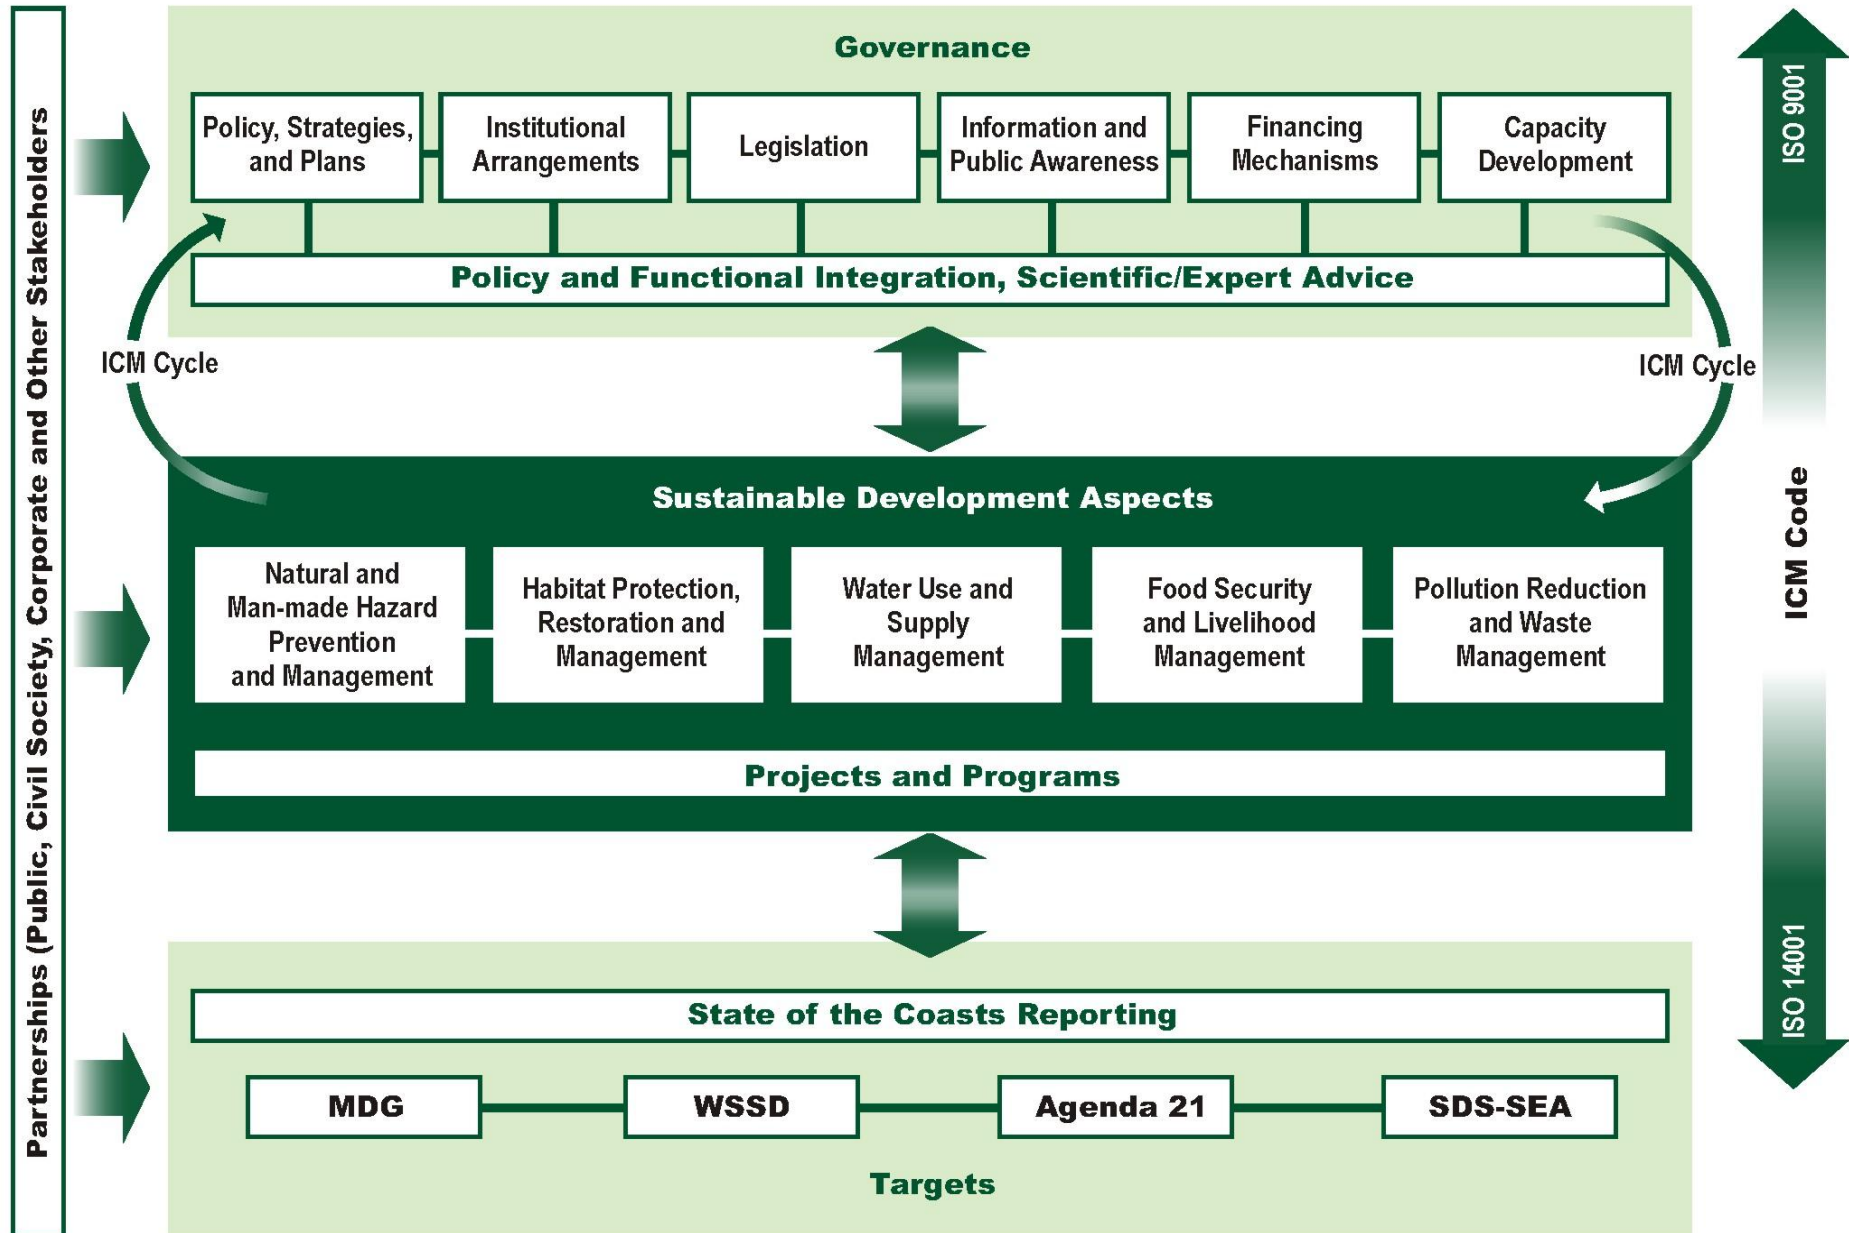 Partnerships (Public, Civil Society, Corporate and Other Stakeholders
Governance
Policy, Strategies,
and Plans
Institutional
Arrangements
Legislation
Information and
Public Awareness
Financing
Mechanisms
Capacity
Development
Policy and Functional Integration, Scientific/Expert Advice
ICM Cycle
ICM Cycle
Sustainable Development Aspects
Natural and
Man-made Hazard
Prevention
and Management
Habitat Protection,
Restoration and
Management
Water Use and
Supply
Management
Food Security
and Livelihood
Management
Pollution Reduction
and Waste
Management
Projects and Programs
State of the Coasts Reporting
MDG
WSSD
Agenda 21
SDS-SEA
Targets
ISO 9001
ICM Code
ISO 14001